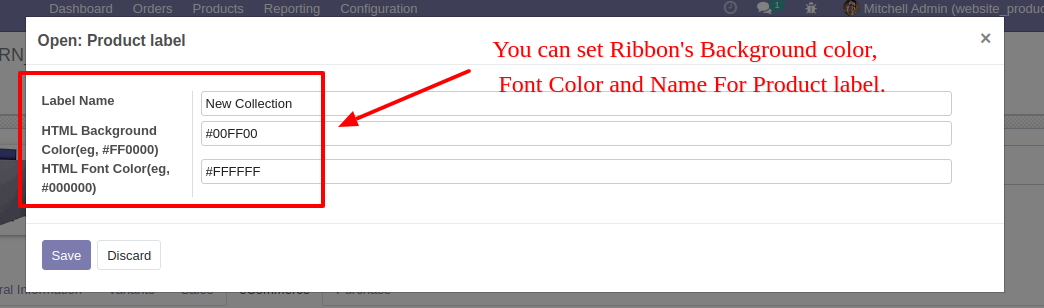 Dashboard Orders Products Reporting Configuration 1 Mitchell Admin (website_produc
Open: Product label ×
You can set Ribbon's Background color,
Font Color and Name For Product label.
Label Name New Collection
HTML Background
Color(eg, #FF0000) #00FF00
HTML Font Color(eg,
#000000) #FFFFFF
Save Discard
ral Information Variants Sales eCommerce Purchase